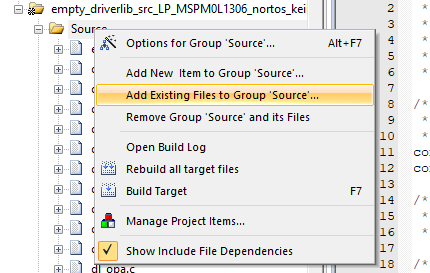 empty_driverlib_src_LP_MSPM0L1306_nortos_kei
Source
Options for Group 'Source'... Alt+F7
Add New Item to Group 'Source'...
Add Existing Files to Group 'Source'...
Remove Group 'Source' and its Files
Open Build Log
Rebuild all target files
Build Target F7
Manage Project Items...
Show Include File Dependencies
dl_opa.c
2 *
3 *
4 *
5 *
6
7
8 /*
9 *
10 *
11 co
12 co
13
14 /*
15 *
16 *
17
18 /*